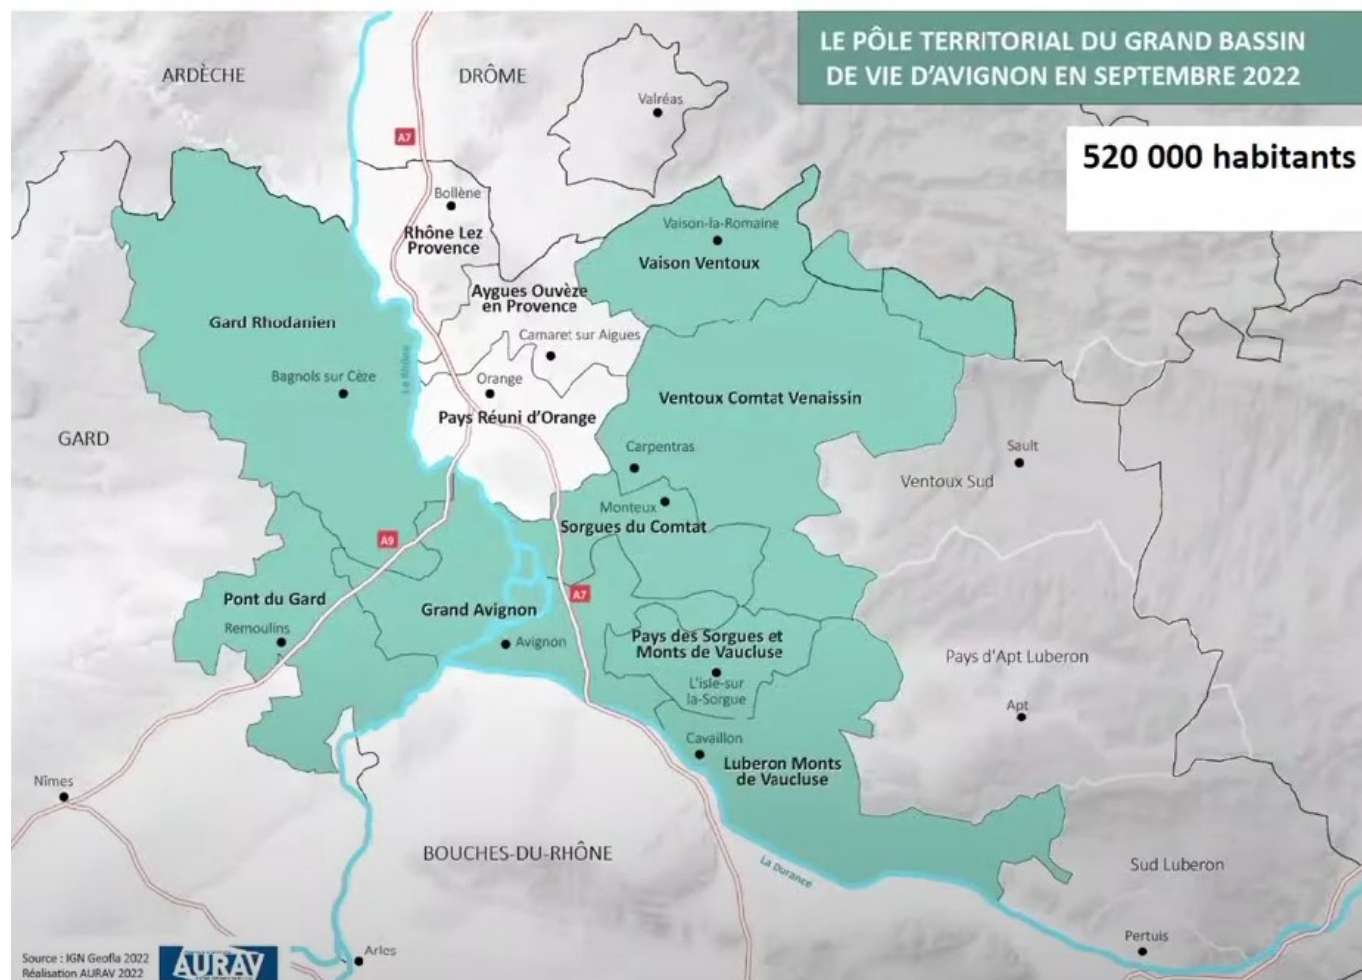 LE PÔLE TERRITORIAL DU GRAND BASSIN
DE VIE D'AVIGNON EN SEPTEMBRE 2022
520 000 habitants
ARDÈCHE
DRÔME
Valréas
A7
Bollène
Rhône Lez
Provence
Vaison-la-Romaine
Vaison Ventoux
Aygues Ouvèze
en Provence
Gard Rhodanien
Camaret sur Aigues
Le Rhône
Bagnols sur Cèze
Orange
Pays Réuni d'Orange
Ventoux Comtat Venaissin
GARD
Carpentras
Sault
Ventoux Sud
Monteux
Sorgues du Comtat
A9
A7
Pont du Gard
Remoulins
Grand Avignon
Avignon
Pays des Sorgues et
Monts de Vaucluse
L'isle-sur
la-Sorgue
Pays d'Apt Luberon
Apt
Cavaillon
Luberon Monts
de Vaucluse
Nîmes
BOUCHES-DU-RHÔNE
La Durance
Sud Luberon
Pertuis
Arles
Source : IGN Geofla 2022
Réalisation AURAV 2022
AURAV